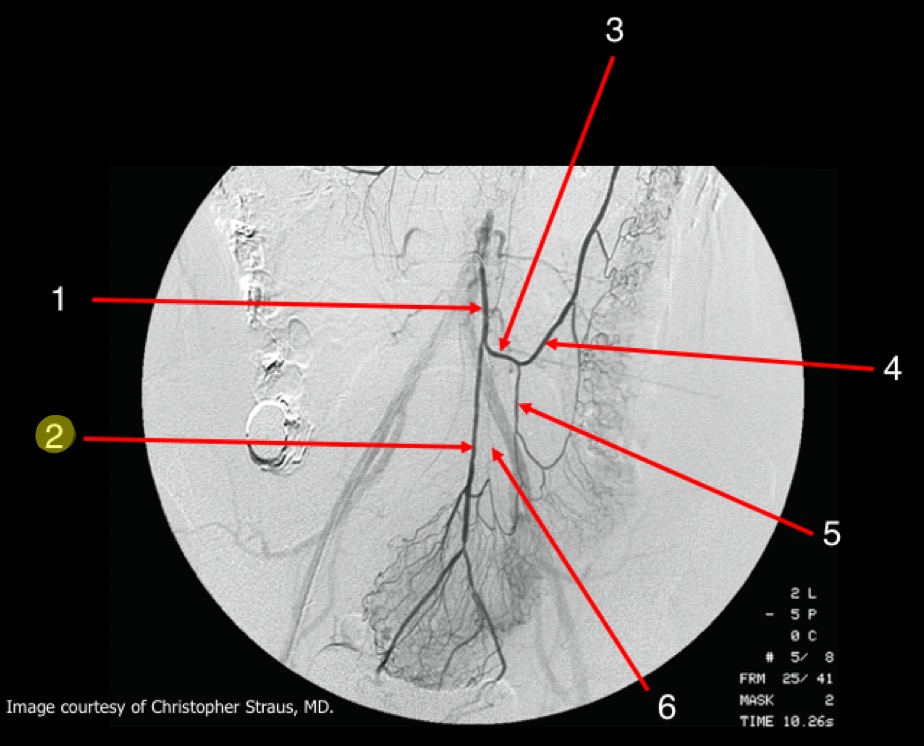 3
1
4
2
5
2 L
- 5 P
0 C
# 5/ 8
FRM 25/ 41
MASK 2
TIME 10.26s
6
Image courtesy of Christopher Straus, MD.